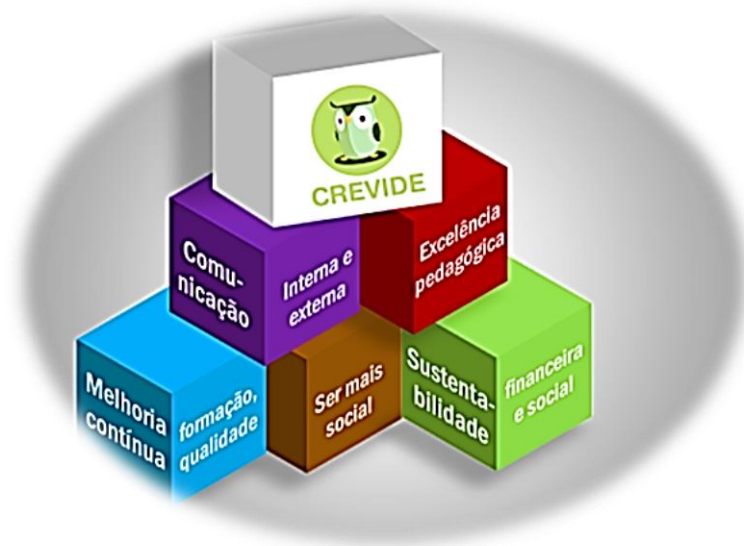 CREVIDE
Comu-
nicação
Interna e
externa
Excelência
pedagógica
Melhoria
contínua
formação,
qualidade
Ser mais
social
Sustenta-
bilidade
financeira
e social